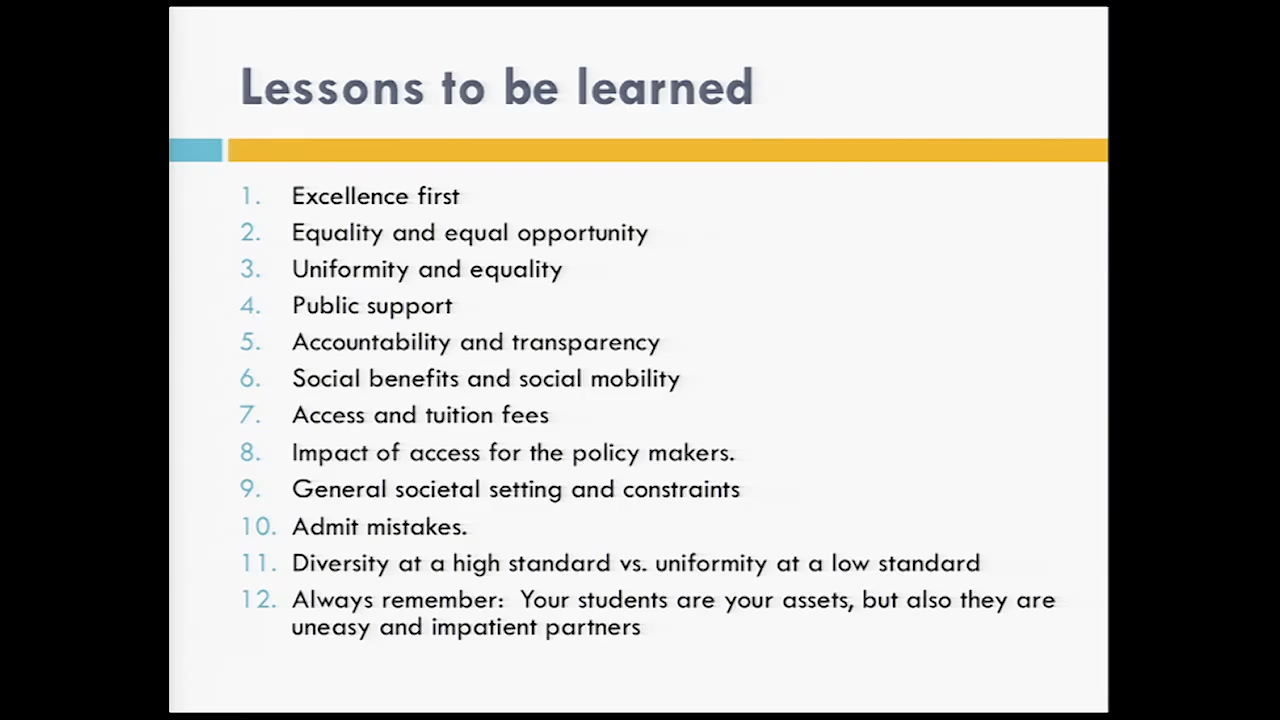 Lessons to be learned
1. Excellence first
2. Equality and equal opportunity
3. Uniformity and equality
4. Public support
5. Accountability and transparency
6. Social benefits and social mobility
7. Access and tuition fees
8. Impact of access for the policy makers.
9. General societal setting and constraints
10. Admit mistakes.
11. Diversity at a high standard vs. uniformity at a low standard
12. Always remember:  Your students are your assets, but also they are
uneasy and impatient partners